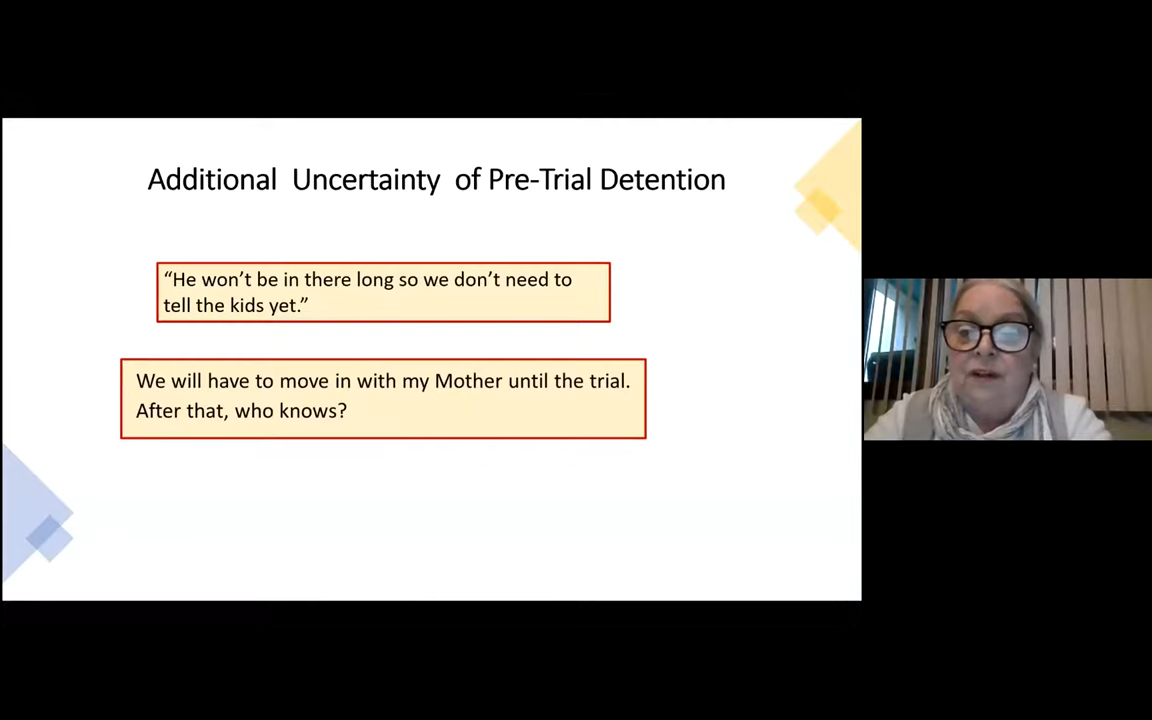 Additional  Uncertainty  of Pre-Trial Detention
“He won’t be in there long so we don’t need to
tell the kids yet.”
We will have to move in with my Mother until the trial.
After that, who knows?